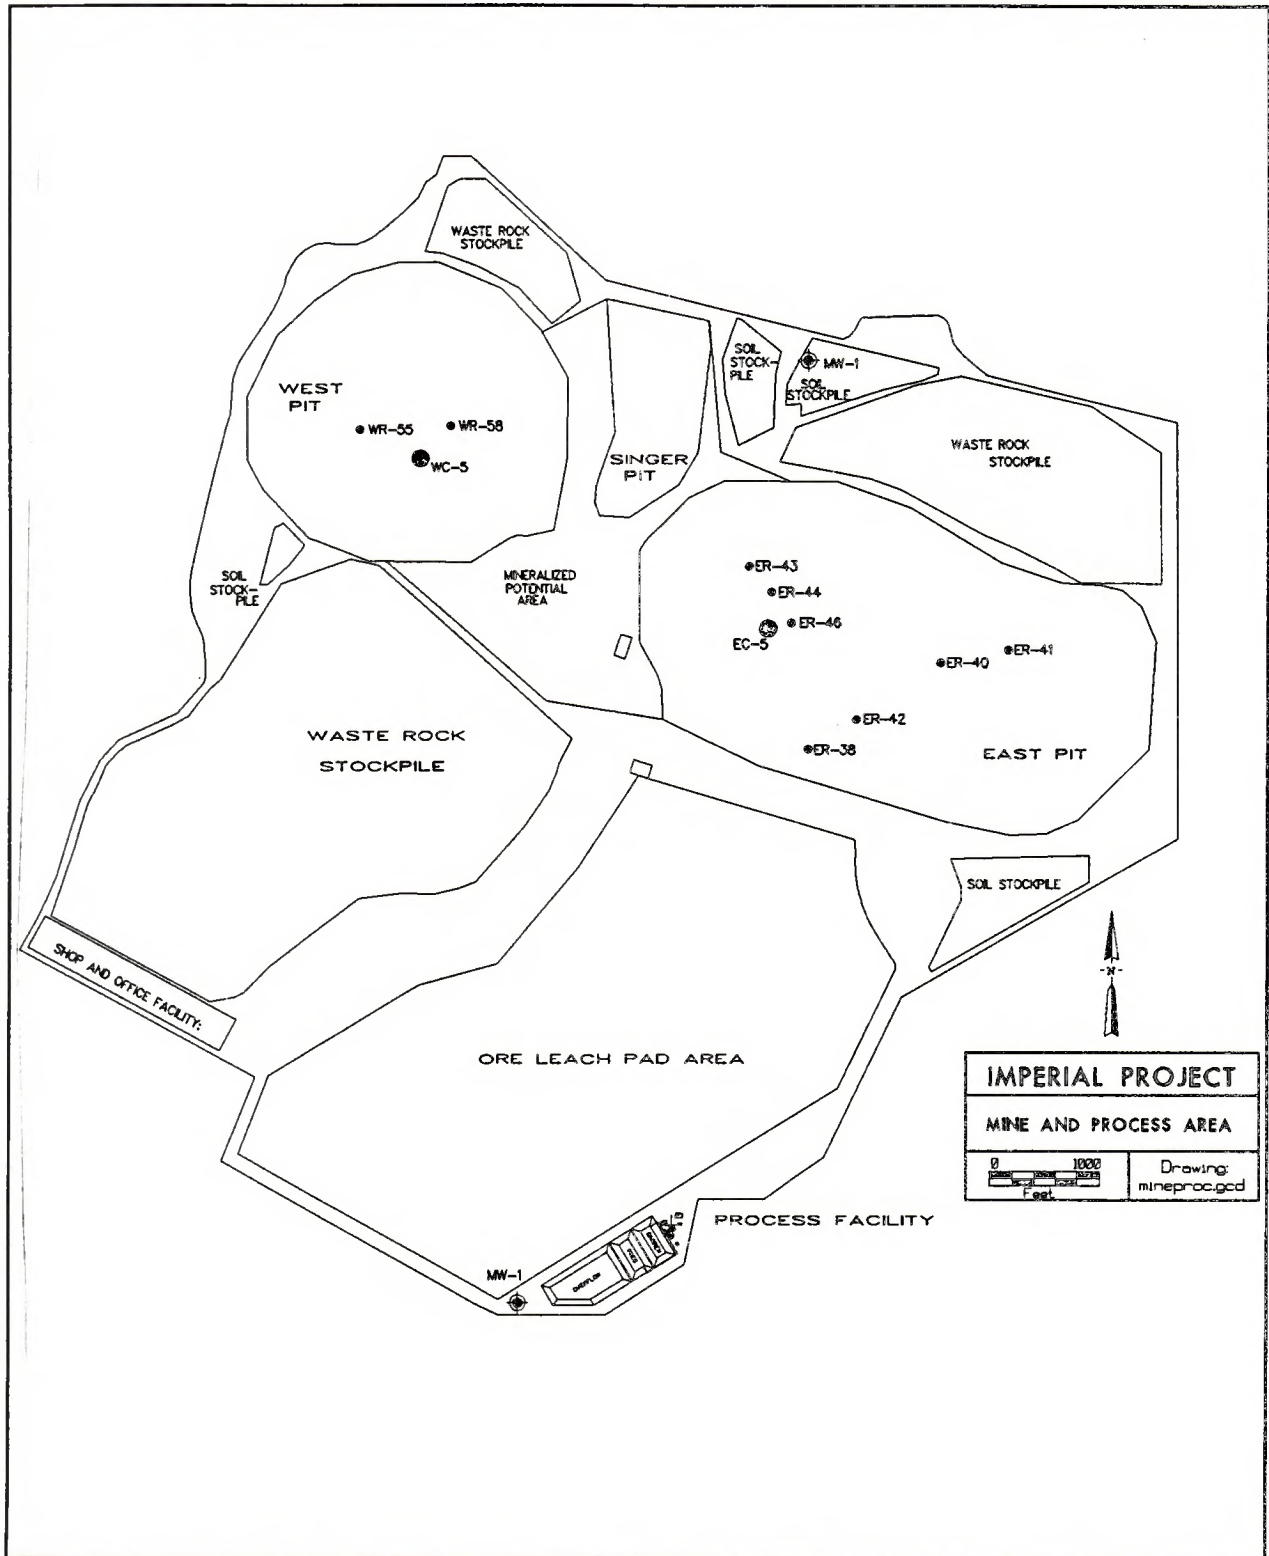 WASTE ROCK
STOCKPILE
SOIL
STOCK-
PILE
MW-1
SOIL
STOCKPILE
WEST
PIT
WR-55
WR-58
WC-5
SINGER
PIT
WASTE ROCK
STOCKPILE
SOIL
STOCK-
PILE
MINERALIZED
POTENTIAL
AREA
ER-43
ER-44
ER-46
EC-5
ER-41
ER-40
ER-42
ER-38
EAST PIT
WASTE ROCK
STOCKPILE
SOIL STOCKPILE
SHOP AND OFFICE FACILITY:
-N-
ORE LEACH PAD AREA
IMPERIAL PROJECT
MINE AND PROCESS AREA
0 1000
Feet
Drawing:
mineproc.gcd
PROCESS FACILITY
OVERFLOW
MW-1